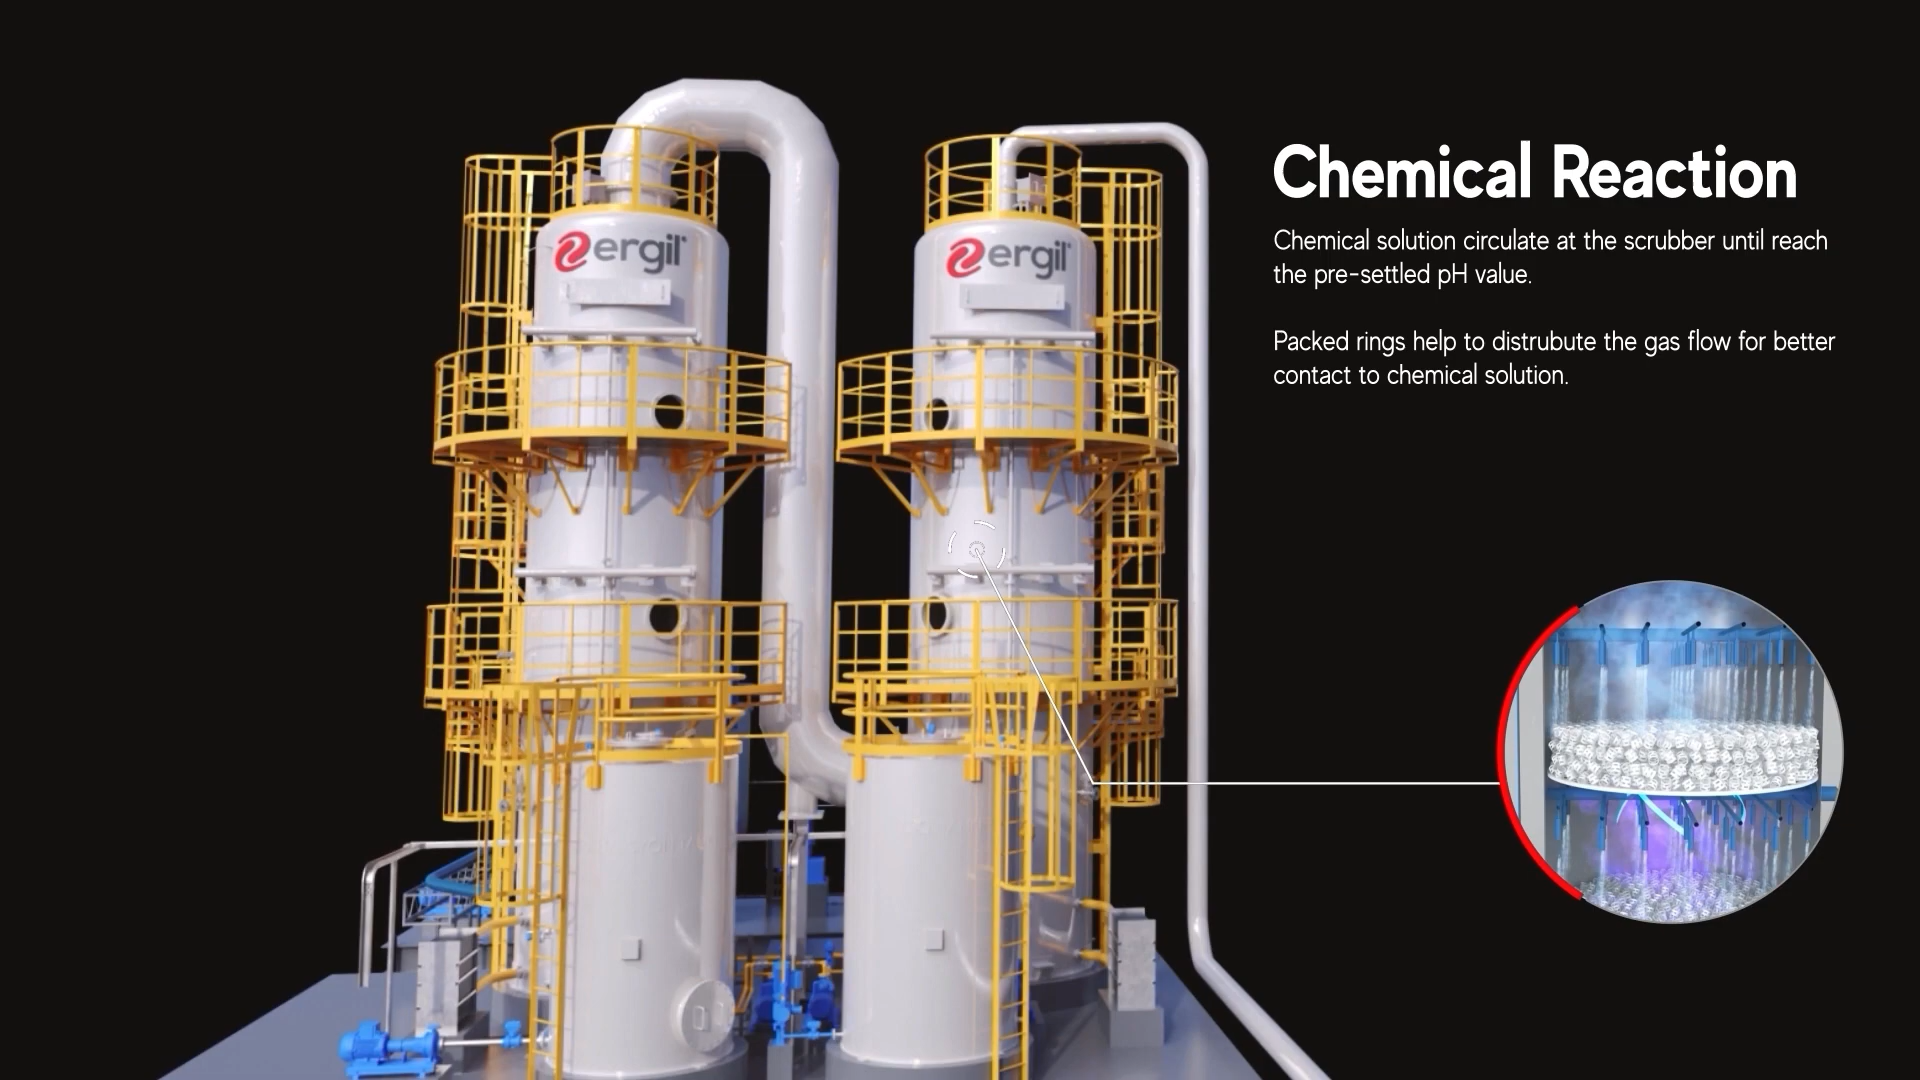 ergil
ergil
Chemical Reaction
Chemical solution circulate at the scrubber until reach
the pre-settled pH value.
Packed rings help to distrubute the gas flow for better
contact to chemical solution.